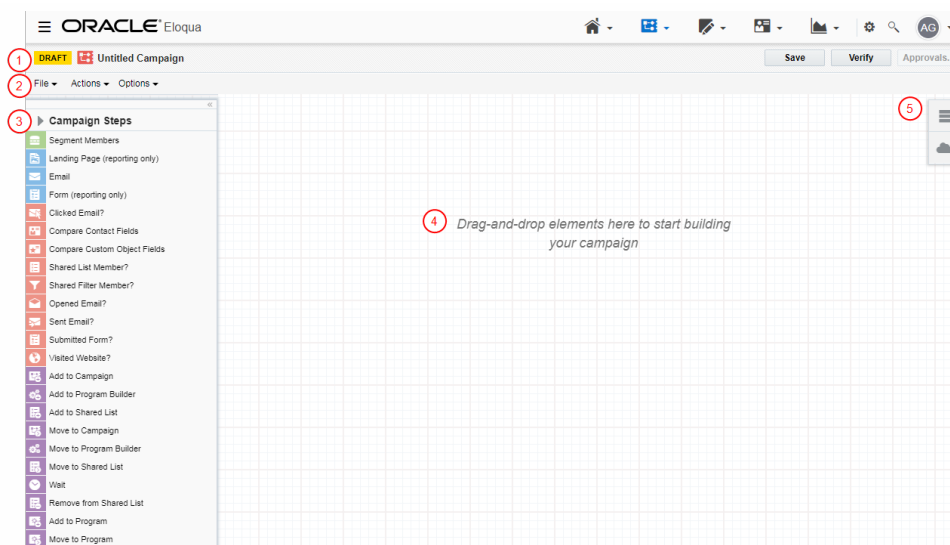 ORACLE® Eloqua
AG
1 DRAFT Untitled Campaign Save Verify Approvals.
2 File Actions Options
3 Campaign Steps
5
Segment Members
Landing Page (reporting only)
Email
Form (reporting only)
Clicked Email?
Compare Contact Fields
Compare Custom Object Fields
Shared List Member?
Shared Filter Member?
Opened Email?
Sent Email?
Submitted Form?
Visited Website?
Add to Campaign
Add to Program Builder
Add to Shared List
Move to Campaign
Move to Program Builder
Move to Shared List
Wait
Remove from Shared List
Add to Program
Move to Program
4 Drag-and-drop elements here to start building
your campaign